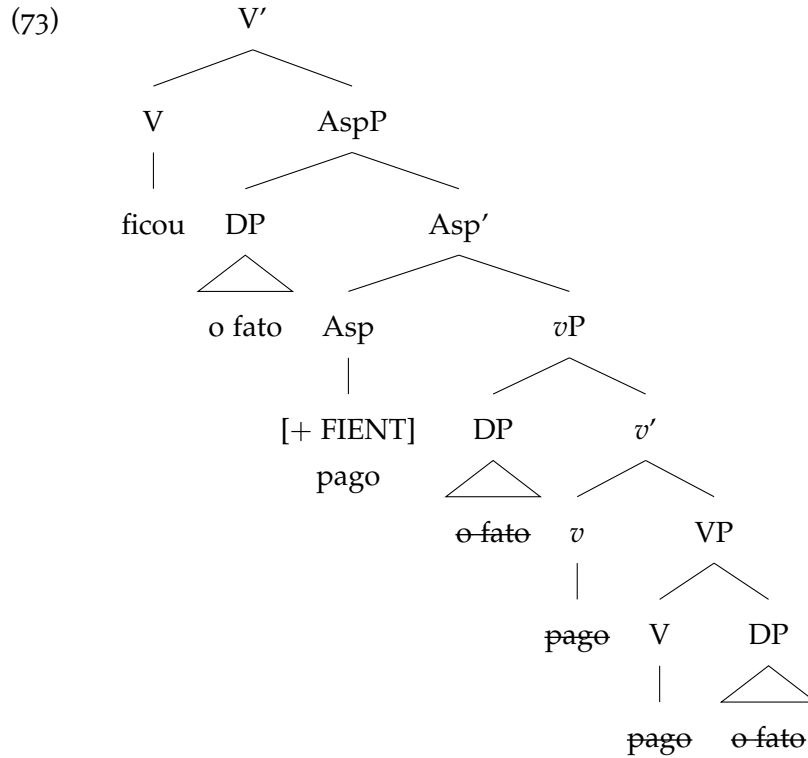 (73) V'
V AspP
ficou DP Asp'
o fato Asp vP
[+ FIENT] DP v'
pago
o fato v VP
pago V DP
pago o fato